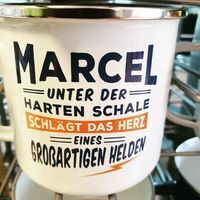 MARCEL
UNTER DER
HARTEN SCHALE
SCHLÄGT DAS HERZ
EINES
GROßARTIGEN HELDEN